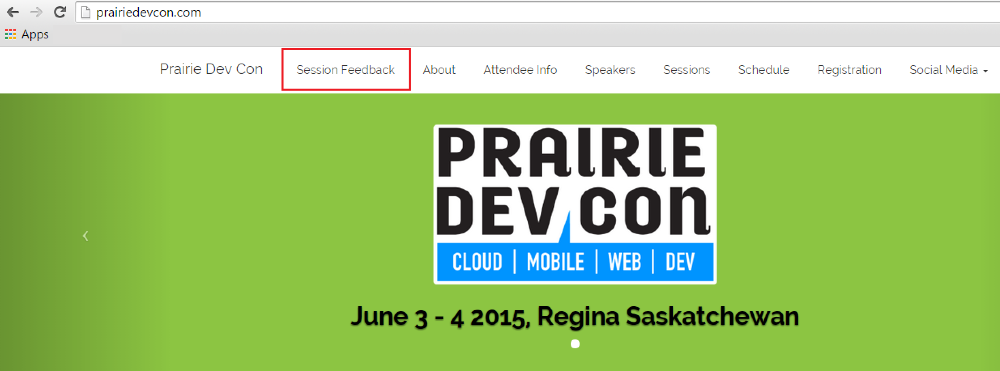 prairiedevcon.com
Apps
Prairie Dev Con Session Feedback About Attendee Info Speakers Sessions Schedule Registration Social Media
PRAIRIE
DEV CON
CLOUD | MOBILE | WEB | DEV
June 3 - 4 2015, Regina Saskatchewan